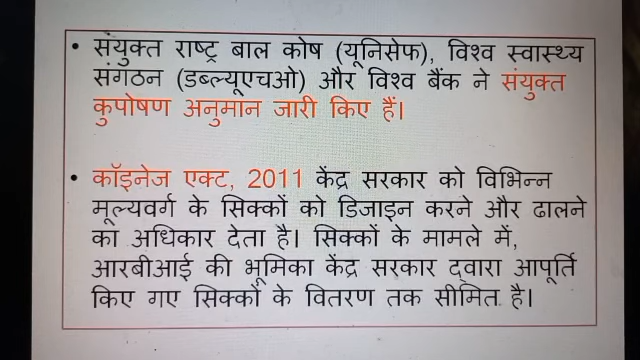 • संयुक्त राष्ट्र बाल कोष (यूनिसेफ), विश्व स्वास्थ्य
संगठन (डब्ल्यूएचओ) और विश्व बैंक ने संयुक्त
कुपोषण अनुमान जारी किए हैं।
• कॉइनेज एक्ट, 2011 केंद्र सरकार को विभिन्न
मूल्यवर्ग के सिक्कों को डिजाइन करने और ढालने
का अधिकार देता है। सिक्कों के मामले में,
आरबीआई की भूमिका केंद्र सरकार द्वारा आपूर्ति
किए गए सिक्कों के वितरण तक सीमित है।